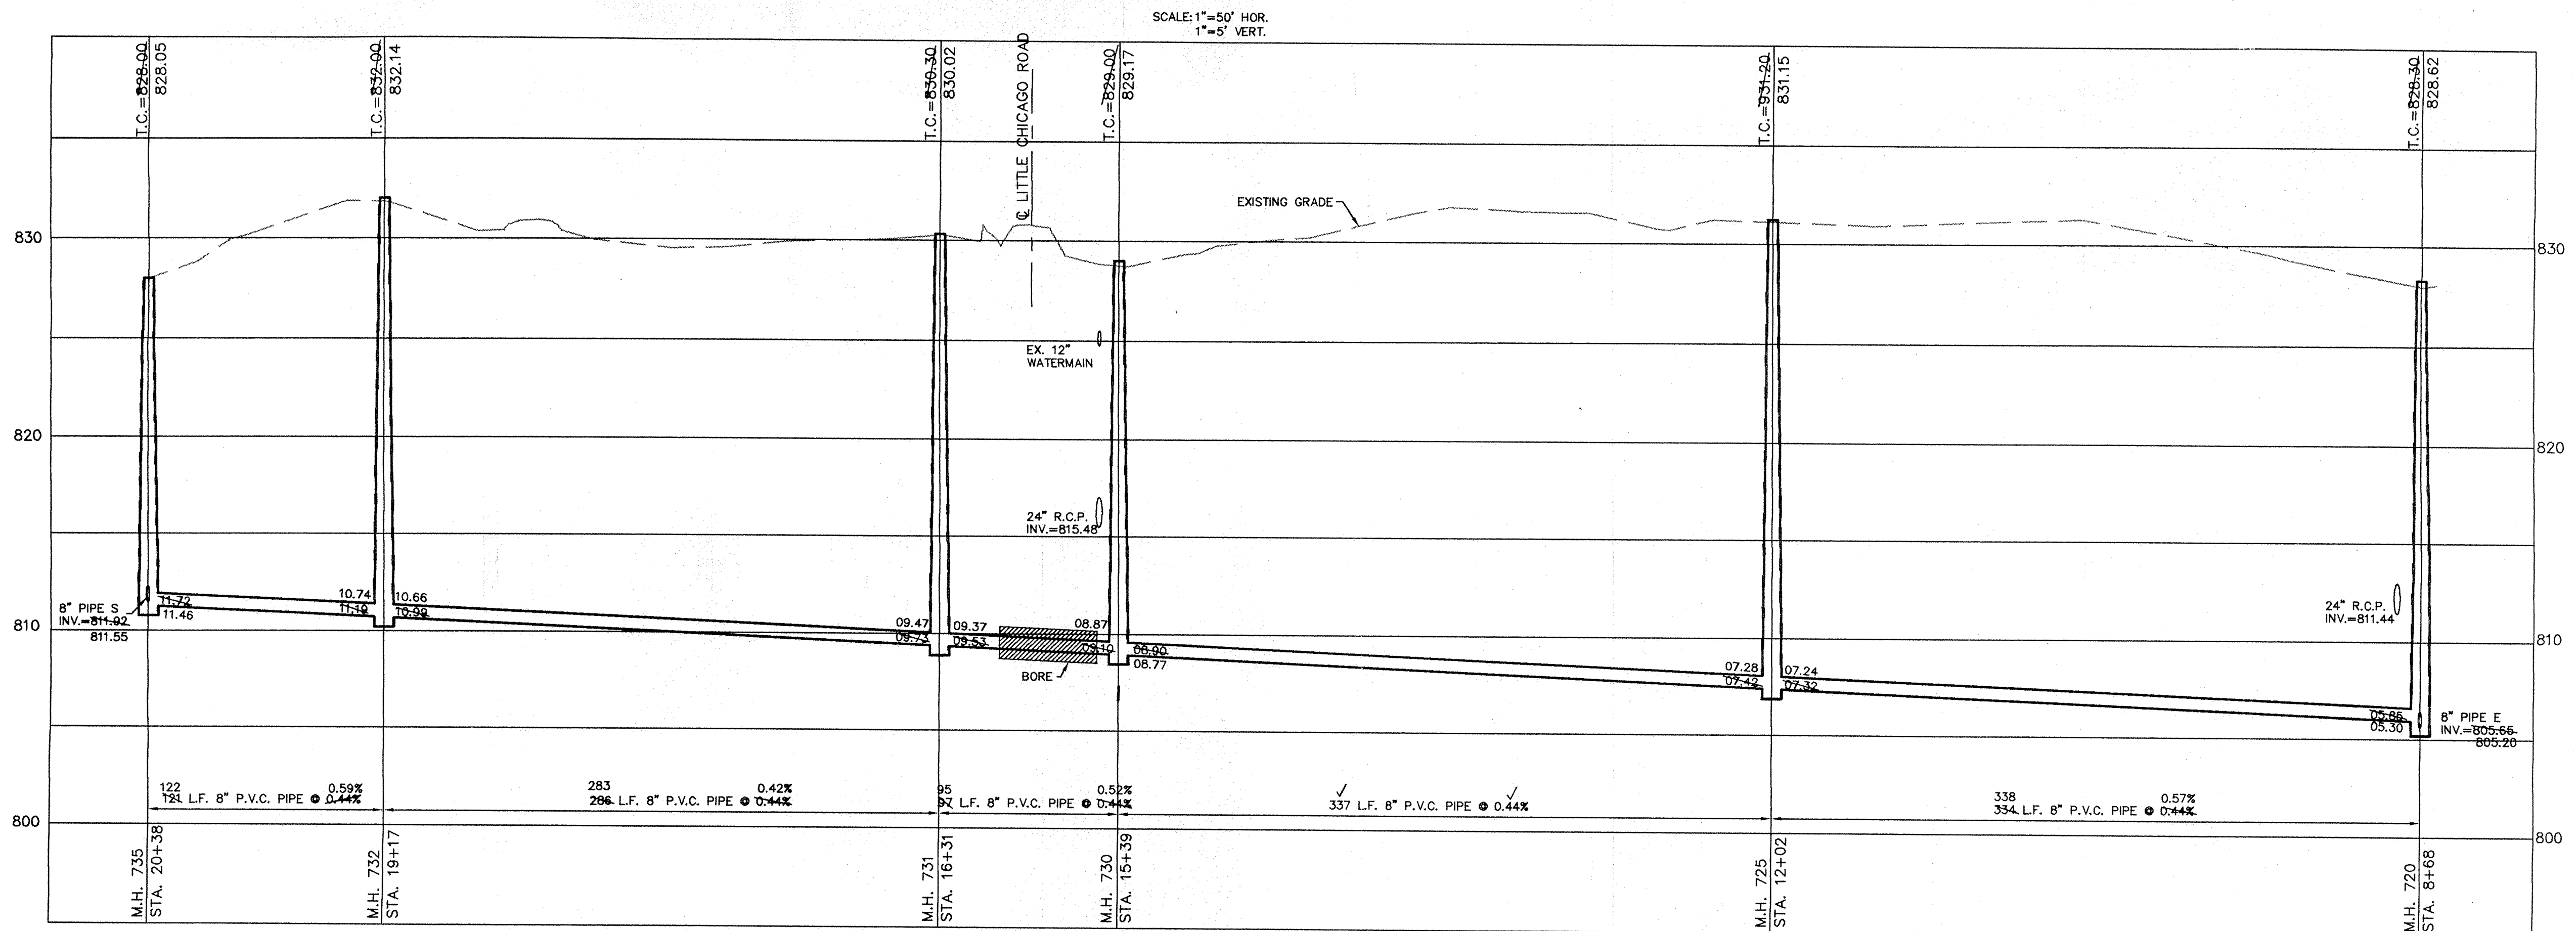 SCALE: 1"=50' HOR.
1"=5' VERT.
T.C.=828.00
828.05
T.C.=832.00
832.14
T.C.=830.30
830.02
℄ LITTLE CHICAGO ROAD
T.C.=829.00
829.17
T.C.=931.20
831.15
T.C.=828.30
828.62
EXISTING GRADE
830
830
EX. 12"
WATERMAIN
820
820
24" R.C.P.
INV.=815.48
8" PIPE S
INV.=811.92
811.55
11.72
11.46
10.74
11.19
10.66
10.99
09.47
09.73
09.37
09.53
08.87
09.10
08.90
08.77
BORE
07.28
07.42
07.24
07.32
24" R.C.P.
INV.=811.44
05.85
05.30
8" PIPE E
INV.=805.65
805.20
810
810
122 0.59%
121 L.F. 8" P.V.C. PIPE @ 0.44%
283 0.42%
286 L.F. 8" P.V.C. PIPE @ 0.44%
95 0.52%
97 L.F. 8" P.V.C. PIPE @ 0.44%
337 L.F. 8" P.V.C. PIPE @ 0.44%
338 0.57%
334 L.F. 8" P.V.C. PIPE @ 0.44%
800
800
M.H. 735
STA. 20+38
M.H. 732
STA. 19+17
M.H. 731
STA. 16+31
M.H. 730
STA. 15+39
M.H. 725
STA. 12+02
M.H. 720
STA. 8+68